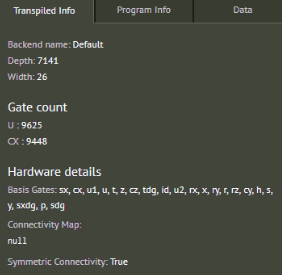 Transpiled Info Program Info Data
Backend name: Default
Depth: 7141
Width: 26
Gate count
U : 9625
CX : 9448
Hardware details
Basis Gates: sx, cx, u1, u, t, z, cz, tdg, id, u2, rx, x, ry, r, rz, cy, h, s,
y, sxdg, p, sdg
Connectivity Map:
null
Symmetric Connectivity: True